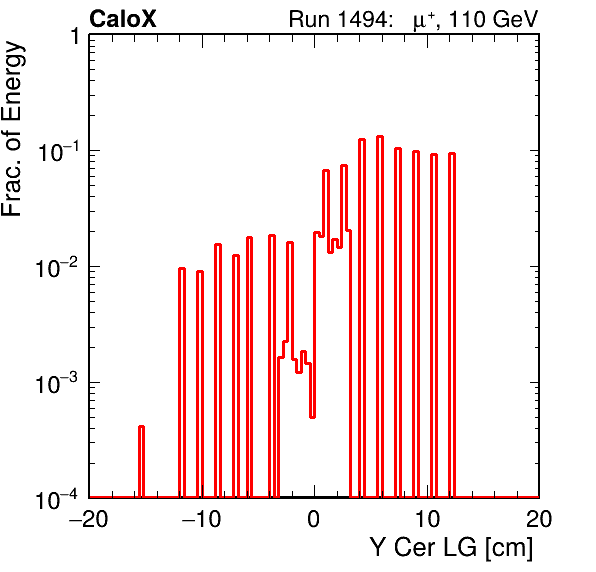 CaloX Run 1494: μ⁺, 110 GeV
Frac. of Energy
1
10⁻¹
10⁻²
10⁻³
10⁻⁴
−20 −10 0 10 20
Y Cer LG [cm]